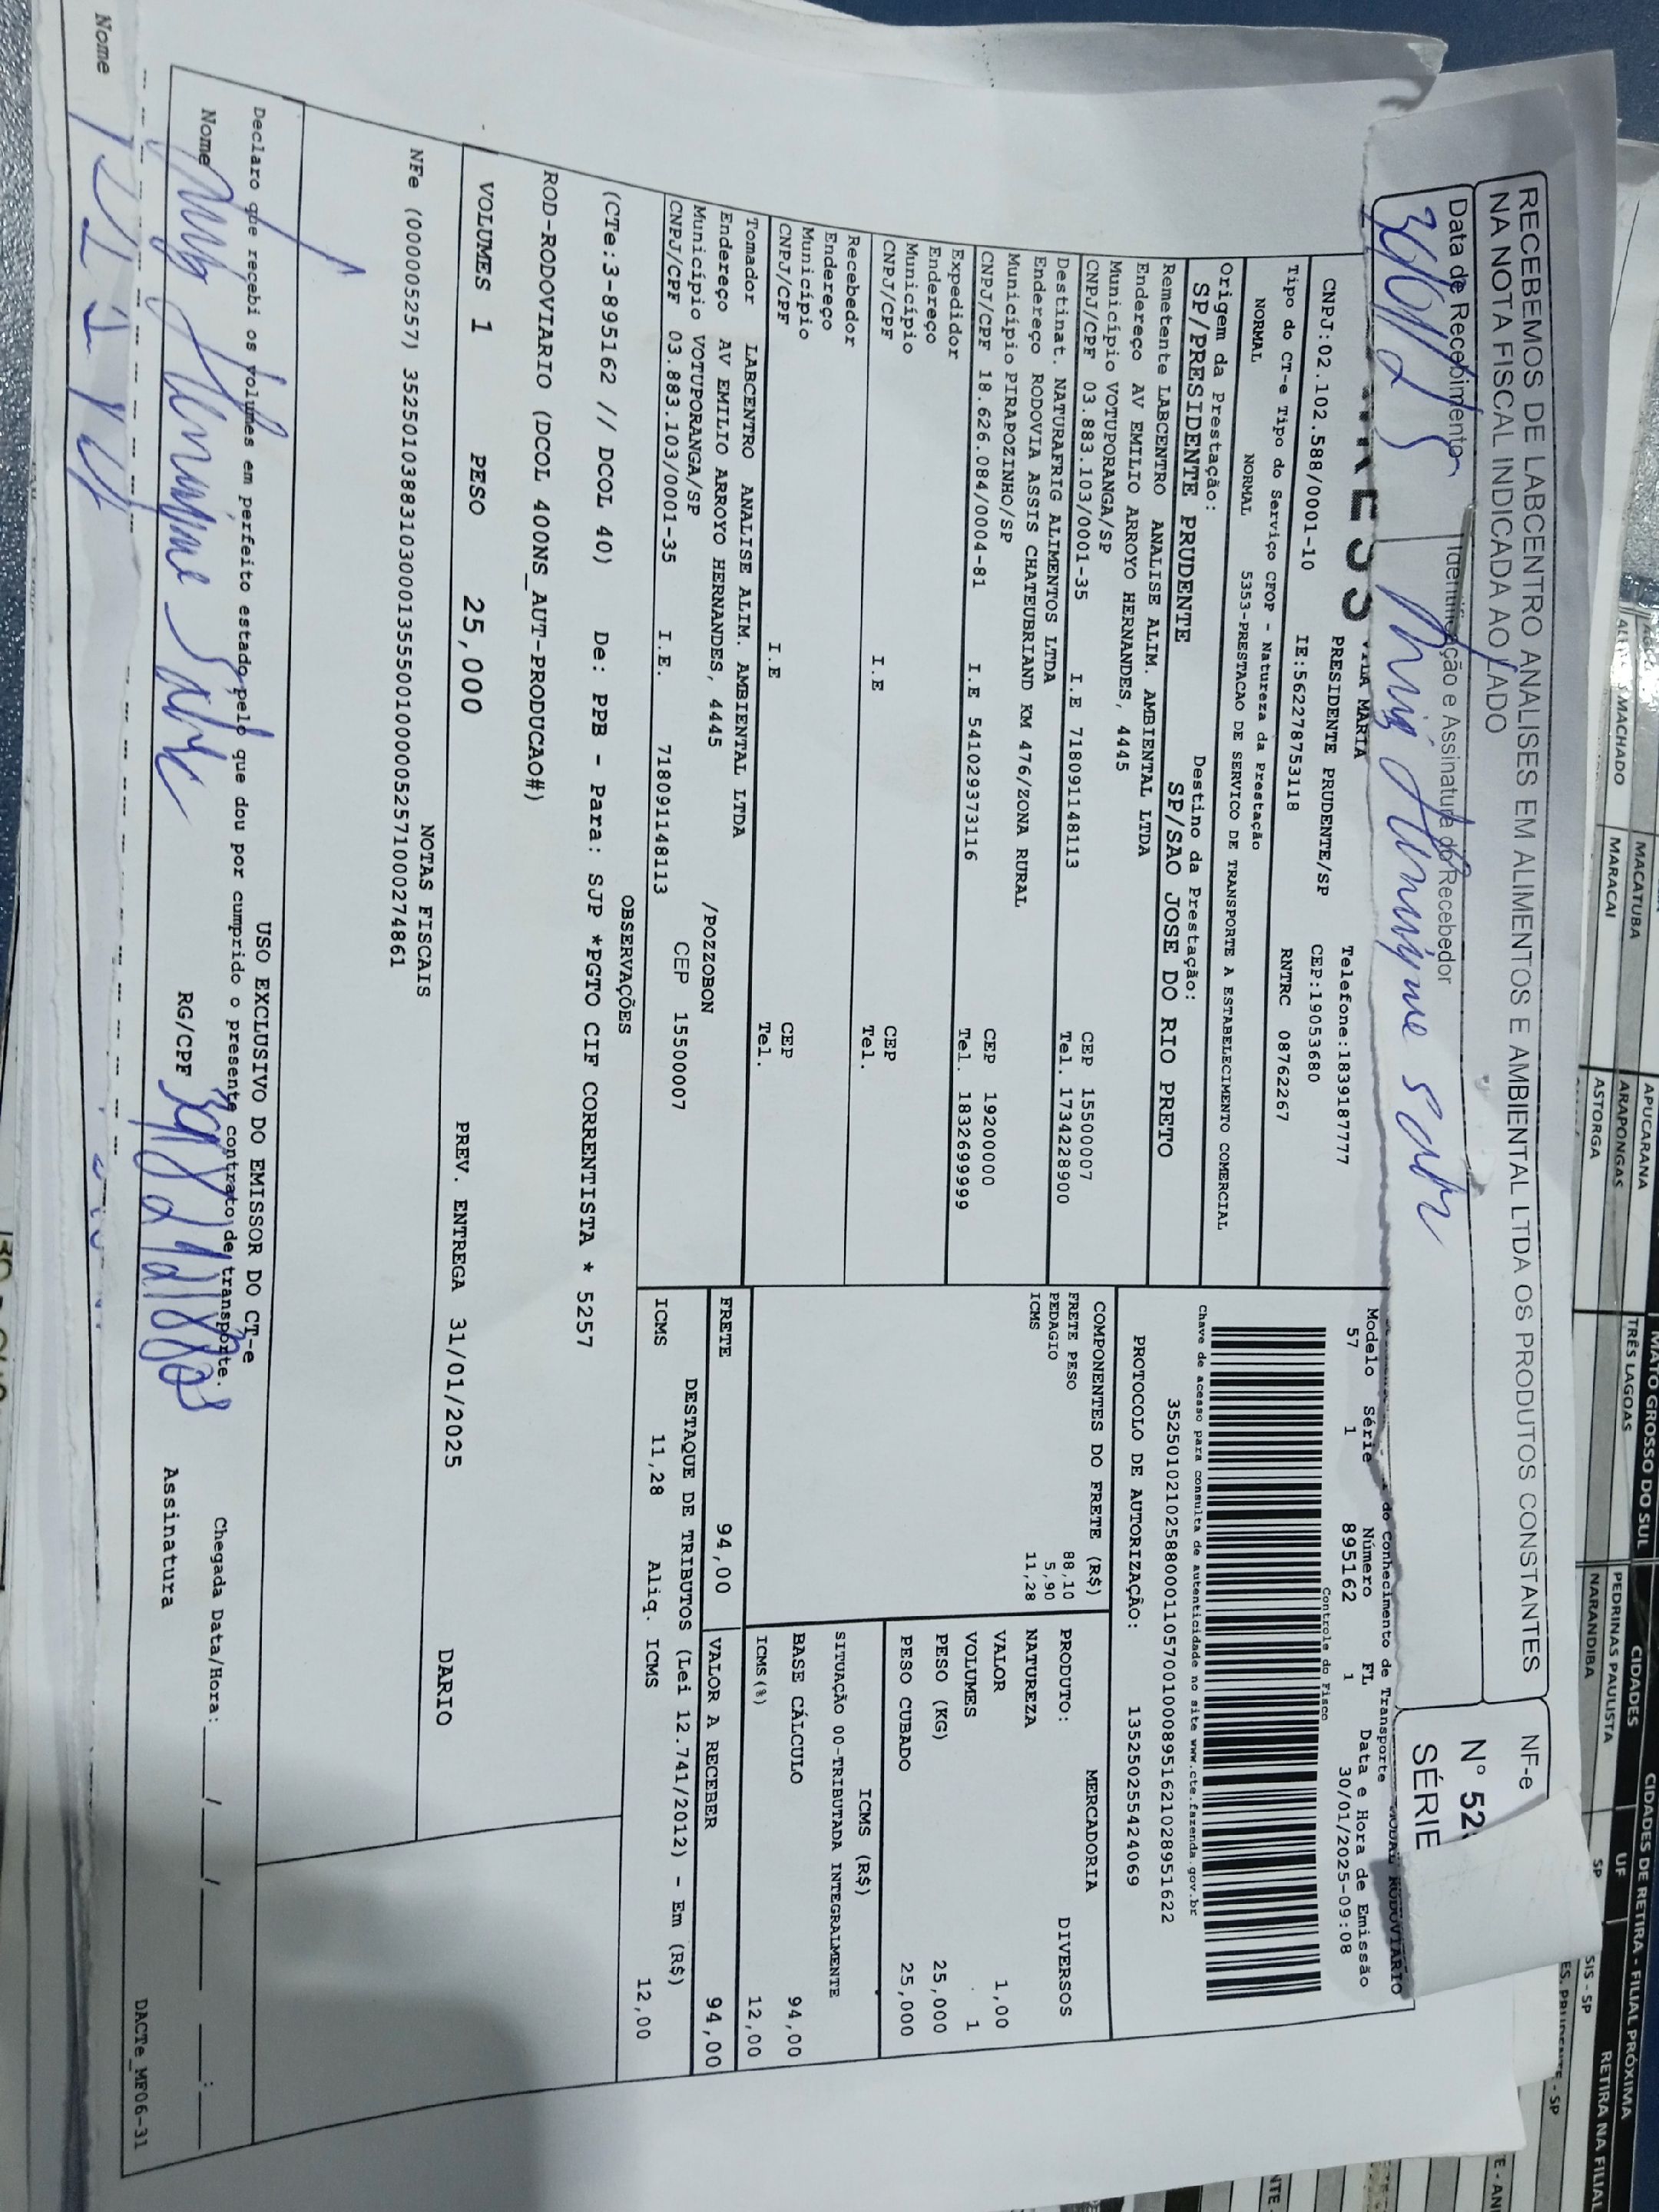 RECEBEMOS DE LABCENTRO ANALISES EM ALIMENTOS E AMBIENTAL LTDA OS PRODUTOS CONSTANTES
NA NOTA FISCAL INDICADA AO LADO
Data de Recebimento
Identificação e Assinatura do Recebedor
NF-e
Nº 52
SÉRIE
VILA MARIA
PRESIDENTE PRUDENTE/SP
Telefone:1839187777
CNPJ:02.102.588/0001-10
IE:562278753118
CEP:19053680
RNTRC 08762267
Tipo do CT-e Tipo do Serviço CFOP - Natureza da Prestação
NORMAL NORMAL 5353-PRESTACAO DE SERVICO DE TRANSPORTE A ESTABELECIMENTO COMERCIAL
Origem da Prestação: Destino da Prestação:
SP/PRESIDENTE PRUDENTE SP/SAO JOSE DO RIO PRETO
Remetente LABCENTRO ANALISE ALIM. AMBIENTAL LTDA
Endereço AV EMILIO ARROYO HERNANDES, 4445
Município VOTUPORANGA/SP CEP 15500007
CNPJ/CPF 03.883.103/0001-35 I.E 718091148113 Tel. 1734228900
Destinat. NATURAFRIG ALIMENTOS LTDA
Endereço RODOVIA ASSIS CHATEUBRIAND KM 476/ZONA RURAL
Município PIRAPOZINHO/SP CEP 19200000
CNPJ/CPF 18.626.084/0004-81 I.E 541029373116 Tel. 1832699999
Expedidor
Endereço
Município CEP
CNPJ/CPF I.E Tel.
Recebedor
Endereço
Município CEP
CNPJ/CPF I.E Tel.
Tomador LABCENTRO ANALISE ALIM. AMBIENTAL LTDA
Endereço AV EMILIO ARROYO HERNANDES, 4445 /POZZOBON
Município VOTUPORANGA/SP CEP 15500007
CNPJ/CPF 03.883.103/0001-35 I.E. 718091148113
do Conhecimento de Transporte
MODAL RODOVIARIO
Modelo Série Número FL Data e Hora de Emissão
57 1 895162 1 30/01/2025-09:08
Controle do Fisco
Chave de acesso para consulta de autenticidade no site www.cte.fazenda.gov.br
35250102102588000110570010008951621028951622
PROTOCOLO DE AUTORIZAÇÃO: 135250255424069
COMPONENTES DO FRETE (R$)
FRETE PESO 88,10
PEDAGIO 5,90
ICMS 11,28
MERCADORIA
PRODUTO: DIVERSOS
NATUREZA
VALOR 1,00
VOLUMES 1
PESO (KG) 25,000
PESO CUBADO 25,000
ICMS (R$)
SITUAÇÃO 00-TRIBUTADA INTEGRALMENTE
BASE CÁLCULO 94,00
ICMS (%) 12,00
FRETE 94,00 VALOR A RECEBER 94,00
DESTAQUE DE TRIBUTOS (Lei 12.741/2012) - Em (R$)
ICMS 11,28 Aliq. ICMS 12,00
OBSERVAÇÕES
(CTe:3-895162 // DCOL 40) De: PPB - Para: SJP *PGTO CIF CORRENTISTA * 5257
ROD-RODOVIARIO (DCOL 40ONS_AUT-PRODUCAO#)
VOLUMES 1 PESO 25,000 PREV. ENTREGA 31/01/2025 DARIO
NOTAS FISCAIS
NFe (000005257) 35250103883103000135550010000052571000274861
USO EXCLUSIVO DO EMISSOR DO CT-e
Declaro que recebi os volumes em perfeito estado pelo que dou por cumprido o presente contrato de transporte.
Chegada Data/Hora: / / :
Nome RG/CPF Assinatura
DACTe_MF06-31
Nome
MACHADO
MACATUBA
MARACAI
APUCARANA
ARAPONGAS
ASTORGA
MATO GROSSO DO SUL
TRÊS LAGOAS
CIDADES
PEDRINAS PAULISTA
NARANDIBA
CIDADES DE RETIRA - FILIAL PRÓXIMA
UF
SP
RETIRA NA FILIAL